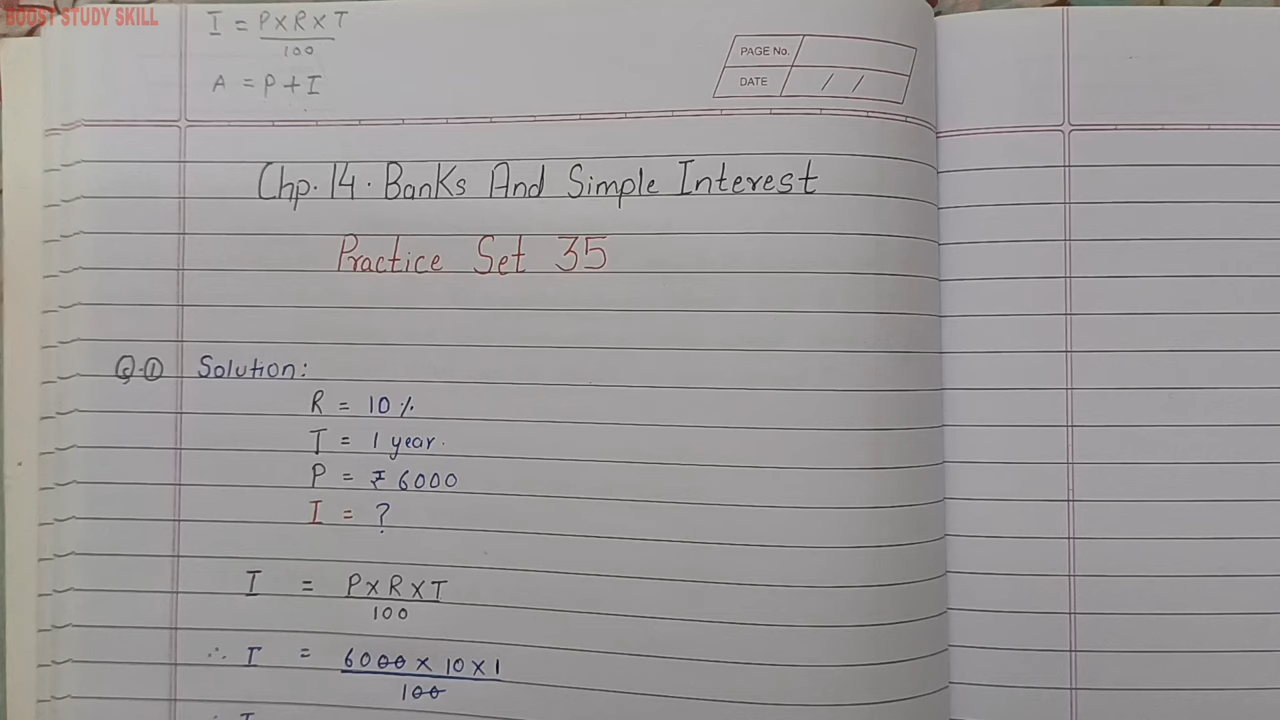 BOOST STUDY SKILL
I = P×R×T
100
A = P+I
PAGE No.
DATE / /
Chp. 14. Banks And Simple Interest
Practice Set 35
Q.① Solution:
R = 10%
T = 1 year.
P = ₹ 6000
I = ?
I = P×R×T
100
∴ I = 6000 × 10 × 1
100
∴ I